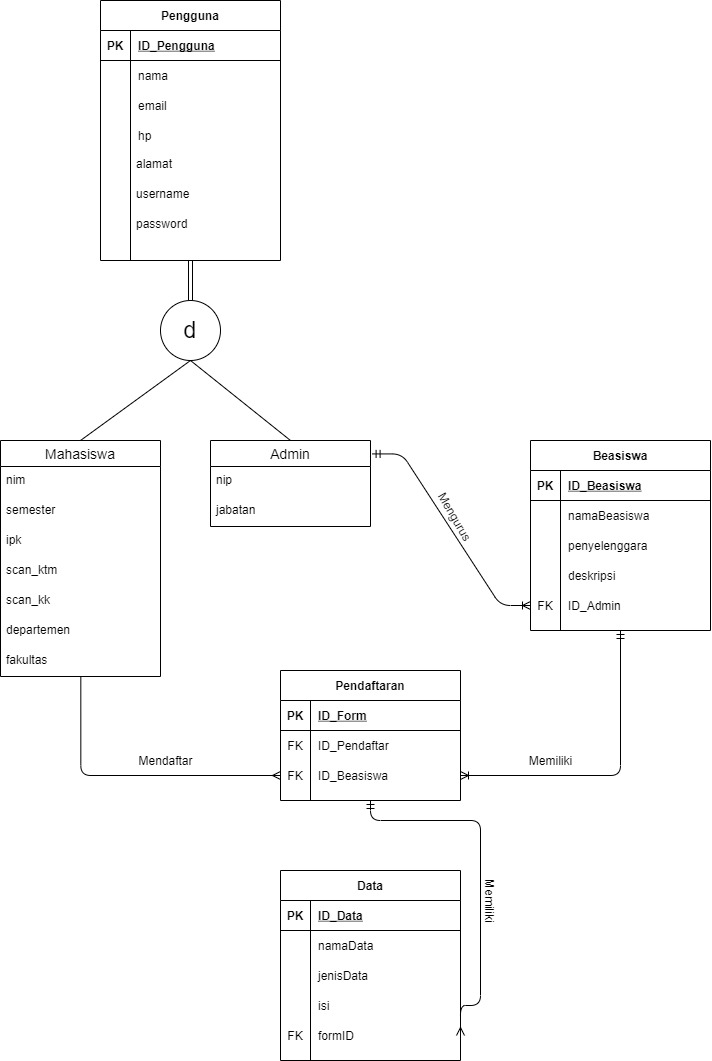 Pengguna
PK ID_Pengguna
nama
email
hp
alamat
username
password
d
Mahasiswa
nim
semester
ipk
scan_ktm
scan_kk
departemen
fakultas
Admin
nip
jabatan
Mengurus
Beasiswa
PK ID_Beasiswa
namaBeasiswa
penyelenggara
deskripsi
FK ID_Admin
Pendaftaran
PK ID_Form
FK ID_Pendaftar
FK ID_Beasiswa
Mendaftar
Memiliki
Memiliki
Data
PK ID_Data
namaData
jenisData
isi
FK formID